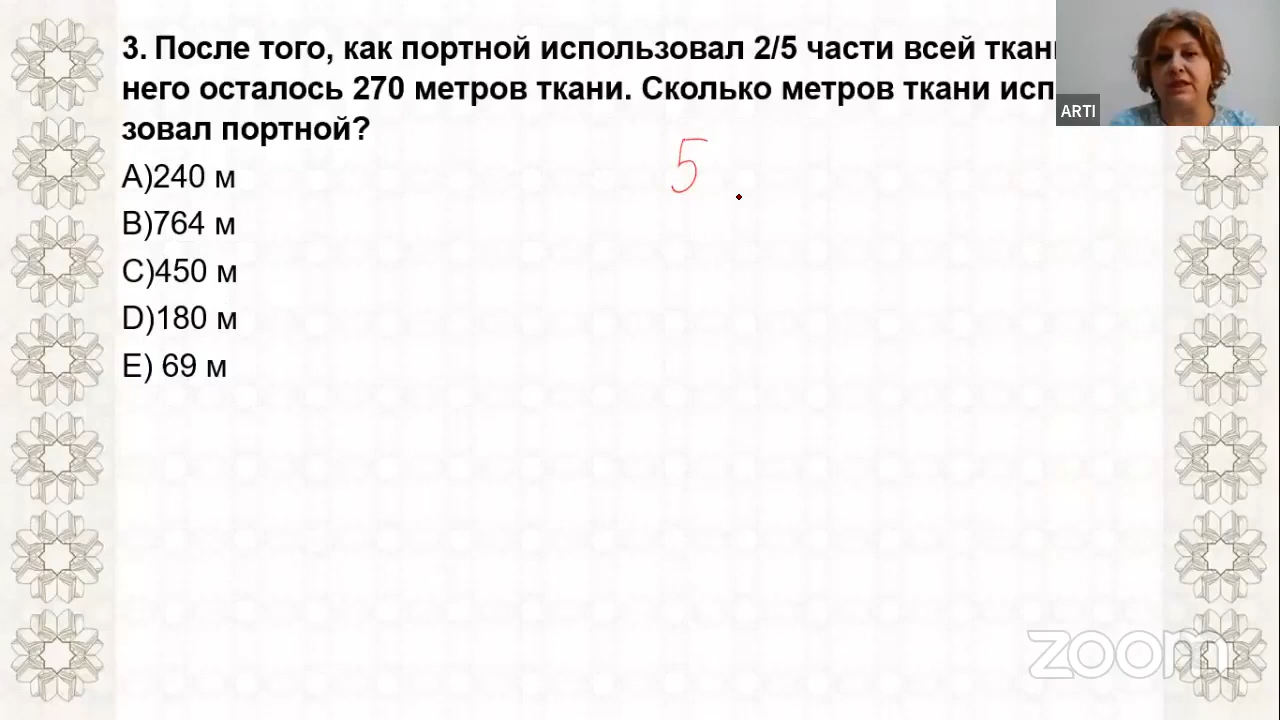 3. После того, как портной использовал 2/5 части всей
него осталось 270 метров ткани. Сколько метров ткани исп
зовал портной?
A)240 м
B)764 м
C)450 м
D)180 м
E) 69 м
5
ARTI
zoom